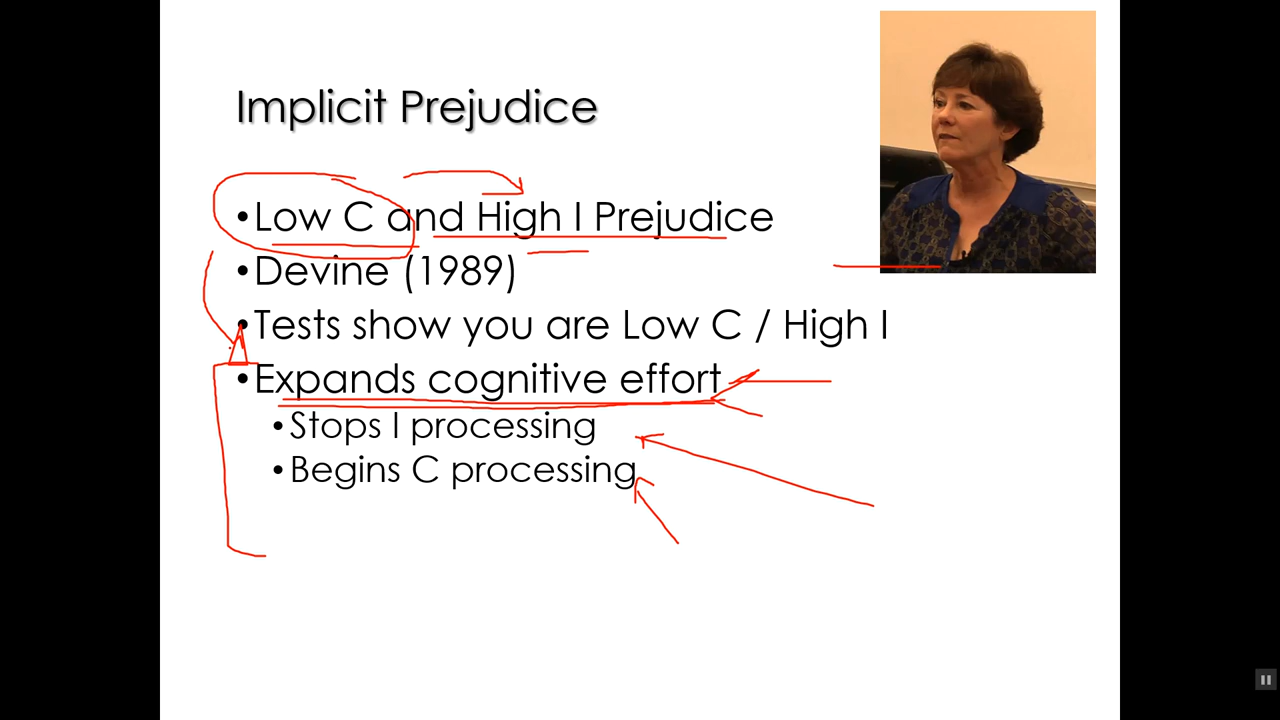 Implicit Prejudice
•Low C and High I Prejudice
•Devine (1989)
•Tests show you are Low C / High I
•Expands cognitive effort
•Stops I processing
•Begins C processing